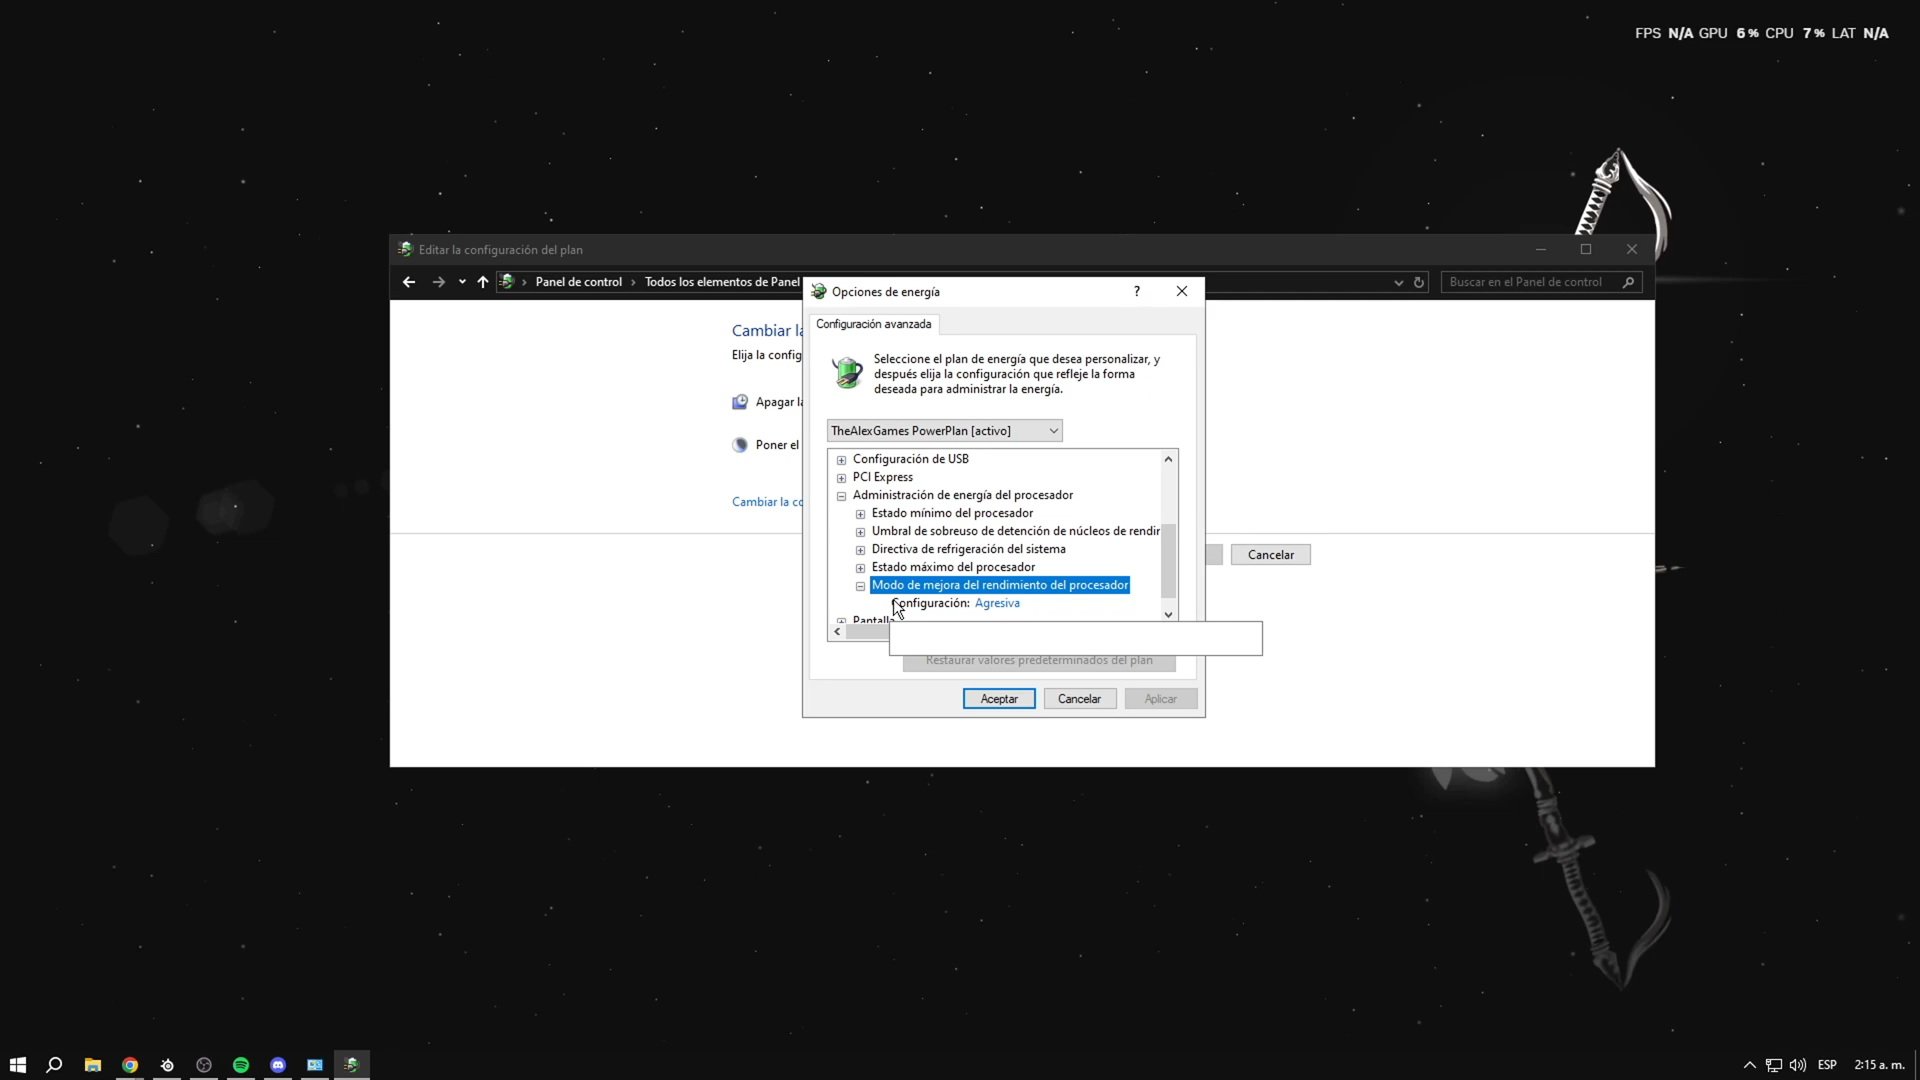 FPS N/A GPU 6% CPU 7% LAT N/A
Editar la configuración del plan
Panel de control > Todos los elementos de Panel
Buscar en el Panel de control
Opciones de energía
?
Configuración avanzada
Cambiar la
Elija la config
Seleccione el plan de energía que desea personalizar, y
después elija la configuración que refleje la forma
deseada para administrar la energía.
Apagar la
TheAlexGames PowerPlan [activo]
Poner el
Configuración de USB
PCI Express
Administración de energía del procesador
Cambiar la co
Estado mínimo del procesador
Umbral de sobreuso de detención de núcleos de rendir
Directiva de refrigeración del sistema
Cancelar
Estado máximo del procesador
Modo de mejora del rendimiento del procesador
Configuración: Agresiva
Pantalla
Restaurar valores predeterminados del plan
Aceptar
Cancelar
Aplicar
ESP
2:15 a. m.